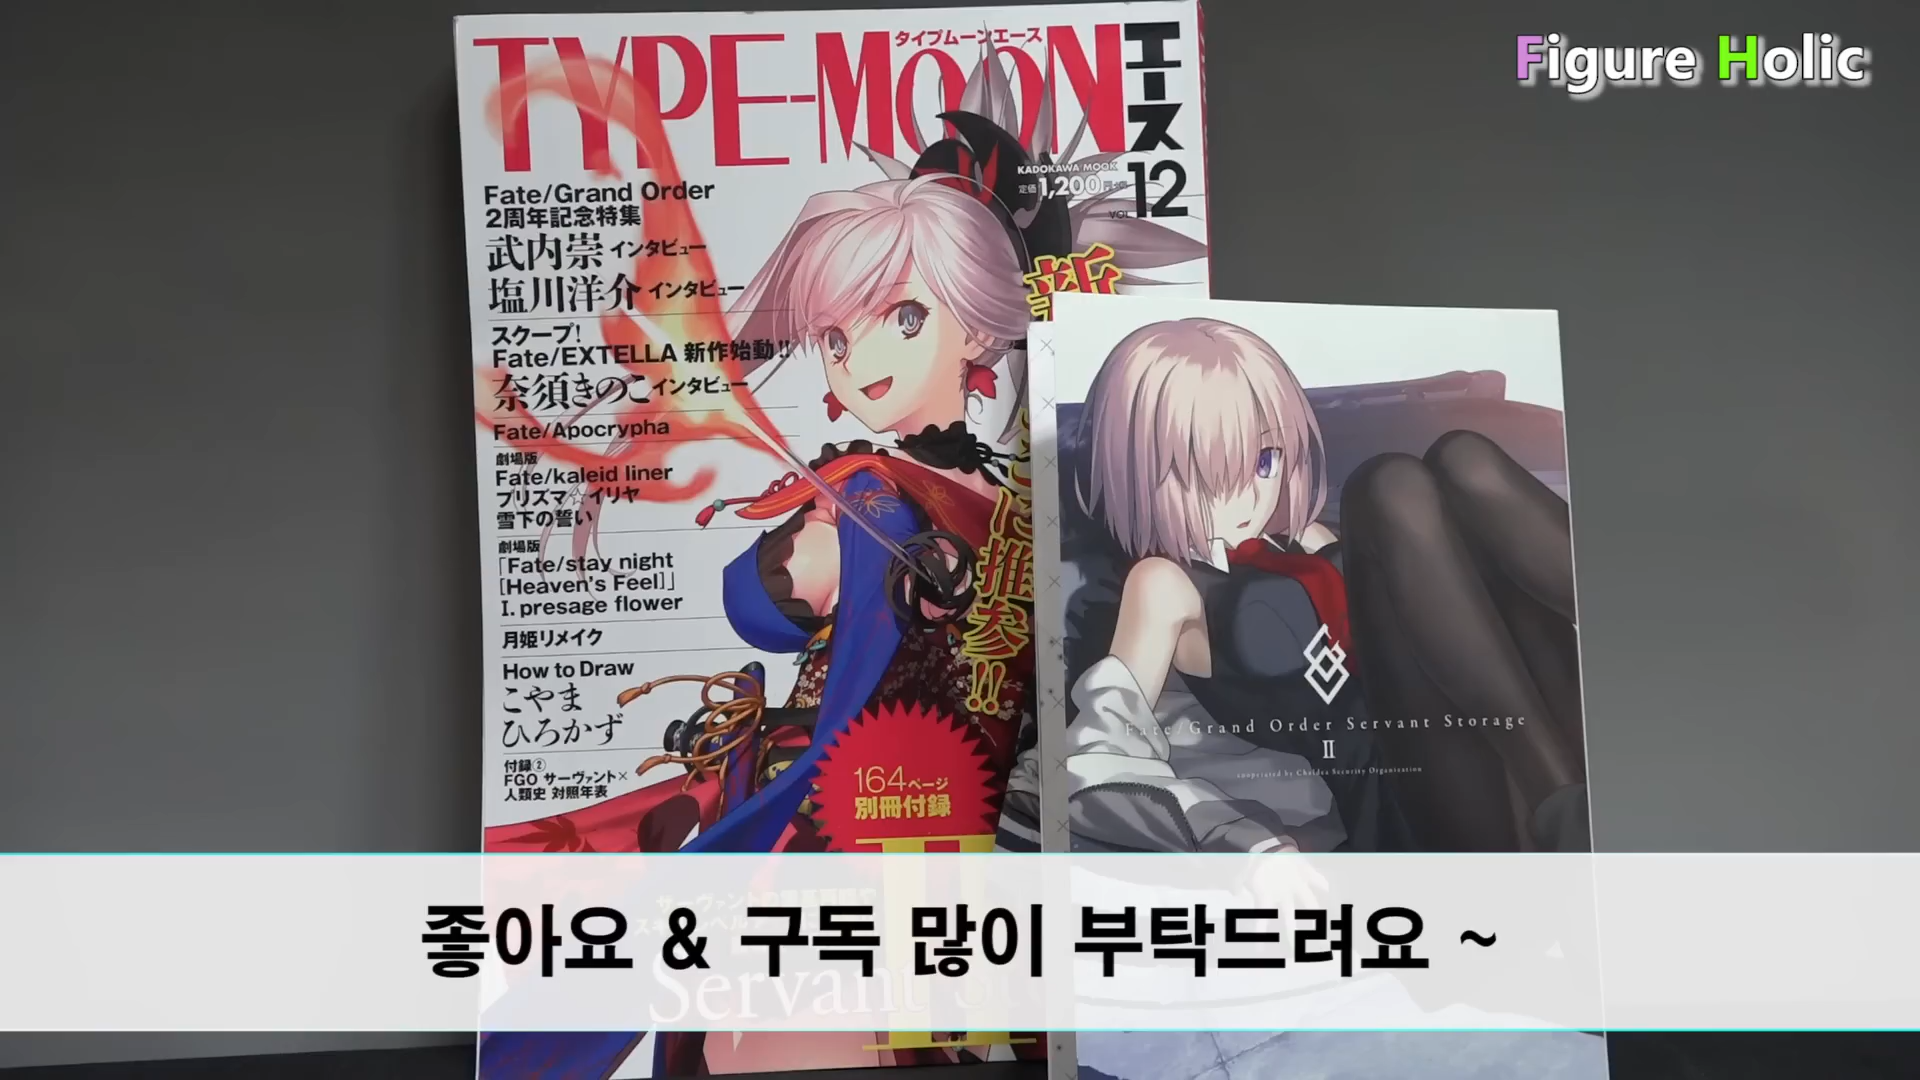 TYPE-MOON
タイプムーンエース
エース
Figure Holic
KADOKAWA MOOK
定価1,200円
VOL.12
Fate/Grand Order
2周年記念特集
武内崇 インタビュー
塩川洋介 インタビュー
スクープ!
Fate/EXTELLA 新作始動!!
奈須きのこ インタビュー
Fate/Apocrypha
劇場版
Fate/kaleid liner
プリズマ☆イリヤ
雪下の誓い
劇場版
「Fate/stay night
[Heaven's Feel]」
I. presage flower
月姫リメイク
How to Draw
こやま
ひろかず
付録②
FGO サーヴァント×
人類史 対照年表
新
に推参!!
164ページ
別冊付録
II
Servant
Fate/Grand Order Servant Storage
II
좋아요 & 구독 많이 부탁드려요 ~